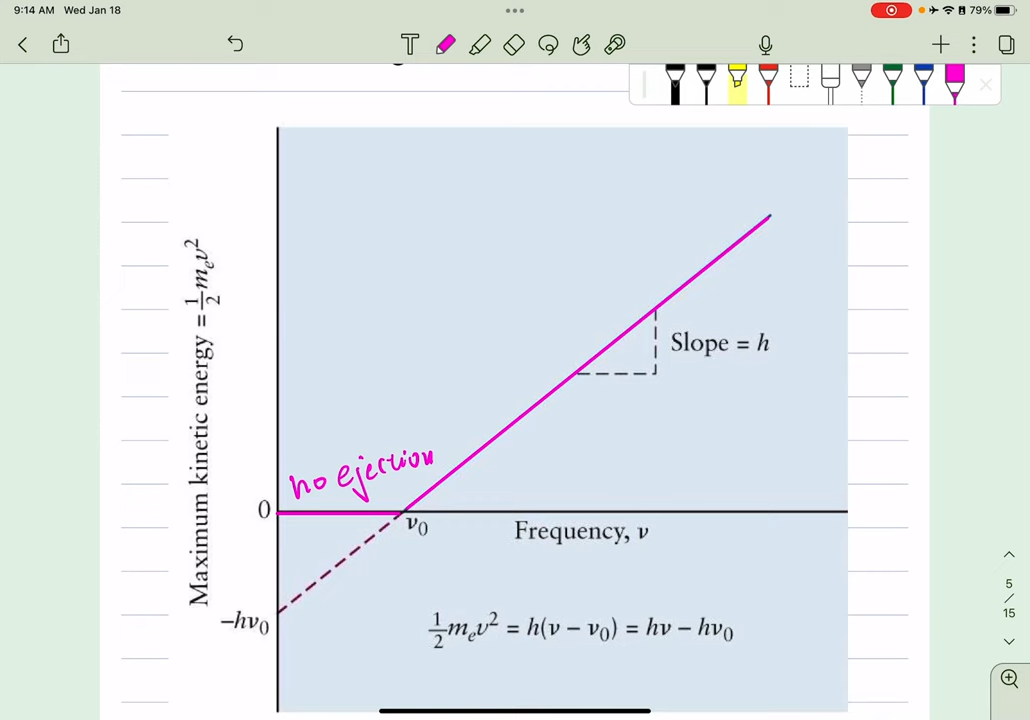 9:14 AM Wed Jan 18
79%
T
Maximum kinetic energy = ½mₑv²
Slope = h
no ejection
0
ν₀
Frequency, ν
−hν₀
½mₑv² = h(ν − ν₀) = hν − hν₀
5
/
15